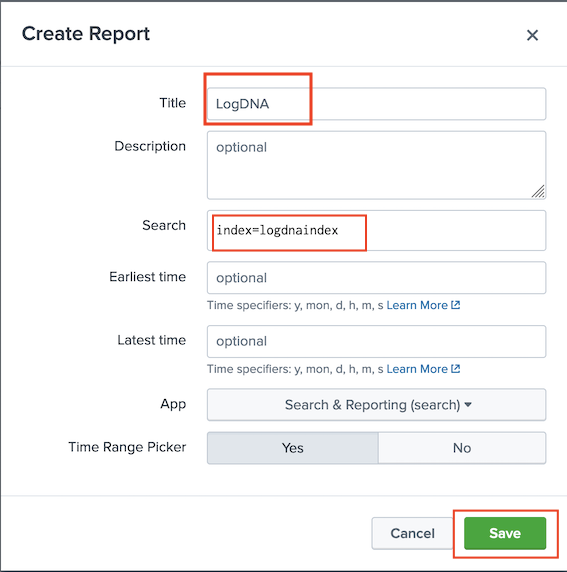 Create Report
Title LogDNA
Description optional
Search index=logdnaindex
Earliest time optional
Time specifiers: y, mon, d, h, m, s Learn More
Latest time optional
Time specifiers: y, mon, d, h, m, s Learn More
App Search & Reporting (search)
Time Range Picker Yes No
Cancel Save